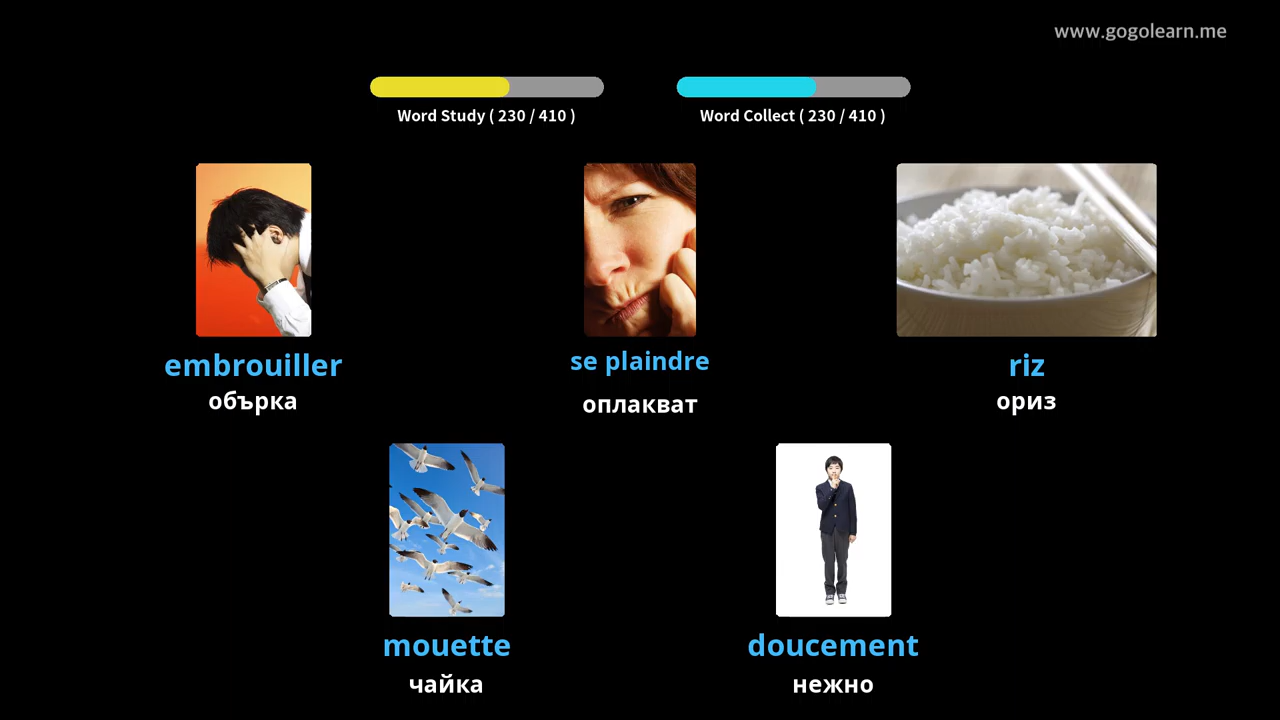 www.gogolearn.me
Word Study ( 230 / 410 )
Word Collect ( 230 / 410 )
embrouiller
обърка
se plaindre
оплакват
riz
ориз
mouette
чайка
doucement
нежно